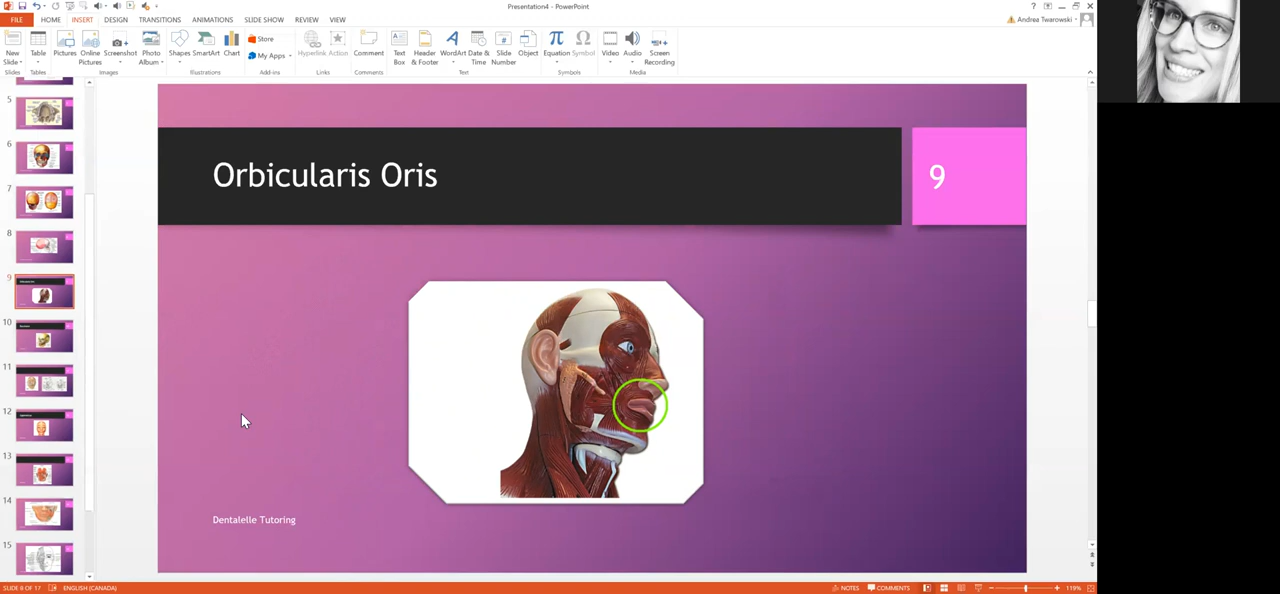 Presentation4 - PowerPoint
FILE HOME INSERT DESIGN TRANSITIONS ANIMATIONS SLIDE SHOW REVIEW VIEW
Andrea Twarowski
New Slide
Table
Pictures
Online Pictures
Screenshot
Photo Album
Shapes
SmartArt
Chart
Store
My Apps
Hyperlink
Action
Comment
Text Box
Header & Footer
WordArt
Date & Time
Slide Number
Object
Equation
Symbol
Video
Audio
Screen Recording
Slides Tables Images Illustrations Add-ins Links Comments Text Symbols Media
5
6
7
8
9
10
11
12
13
14
15
Orbicularis Oris
9
Dentalelle Tutoring
SLIDE 8 OF 17 ENGLISH (CANADA) NOTES COMMENTS 119%